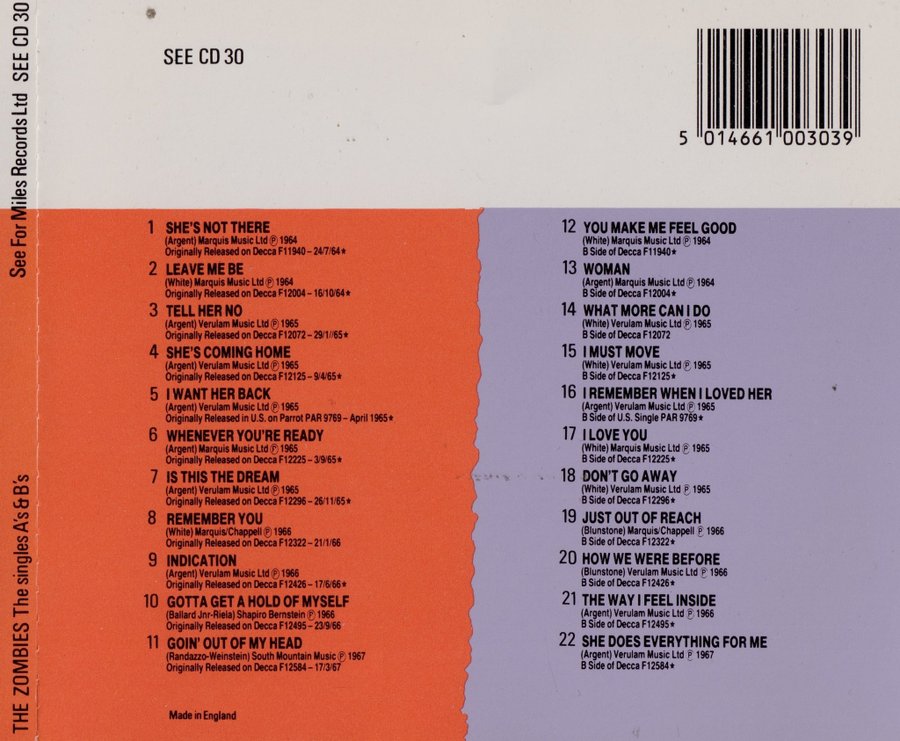 See For Miles Records Ltd SEE CD 30
THE ZOMBIES The singles A's & B's
SEE CD 30
5 014661 003039
1 SHE'S NOT THERE
(Argent) Marquis Music Ltd ℗ 1964
Originally Released on Decca F11940 – 24/7/64★
2 LEAVE ME BE
(White) Marquis Music Ltd ℗ 1964
Originally Released on Decca F12004 – 16/10/64★
3 TELL HER NO
(Argent) Verulam Music Ltd ℗ 1965
Originally Released on Decca F12072 – 29/1//65★
4 SHE'S COMING HOME
(Argent) Verulam Music Ltd ℗ 1965
Originally Released on Decca F12125 – 9/4/65★
5 I WANT HER BACK
(Argent) Verulam Music Ltd ℗ 1965
Originally Released in U.S. on Parrot PAR 9769 – April 1965★
6 WHENEVER YOU'RE READY
(Argent) Marquis Music Ltd ℗ 1965
Originally Released on Decca F12225 – 3/9/65★
7 IS THIS THE DREAM
(Argent) Verulam Music Ltd ℗ 1965
Originally Released on Decca F12296 – 26/11/65★
8 REMEMBER YOU
(White) Marquis/Chappell ℗ 1966
Originally Released on Decca F12322 – 21/1/66
9 INDICATION
(Argent) Verulam Music Ltd ℗ 1966
Originally Released on Decca F12426 – 17/6/66★
10 GOTTA GET A HOLD OF MYSELF
(Ballard Jnr-Riela) Shapiro Bernstein ℗ 1966
Originally Released on Decca F12495 – 23/9/66
11 GOIN' OUT OF MY HEAD
(Randazzo-Weinstein) South Mountain Music ℗ 1967
Originally Released on Decca F12584 – 17/3/67
Made in England
12 YOU MAKE ME FEEL GOOD
(White) Marquis Music Ltd ℗ 1964
B Side of Decca F11940★
13 WOMAN
(Argent) Marquis Music Ltd ℗ 1964
B Side of Decca F12004★
14 WHAT MORE CAN I DO
(White) Verulam Music Ltd ℗ 1965
B Side of Decca F12072
15 I MUST MOVE
(White) Verulam Music Ltd ℗ 1965
B Side of Decca F12125★
16 I REMEMBER WHEN I LOVED HER
(Argent) Verulam Music Ltd ℗ 1965
B Side of U.S. Single PAR 9769★
17 I LOVE YOU
(White) Marquis Music Ltd ℗ 1965
B Side of Decca F12225★
18 DON'T GO AWAY
(White) Verulam Music Ltd ℗ 1965
B Side of Decca F12296★
19 JUST OUT OF REACH
(Blunstone) Marquis/Chappell ℗ 1966
B Side of Decca F12322★
20 HOW WE WERE BEFORE
(Blunstone) Verulam Music Ltd ℗ 1966
B Side of Decca F12426★
21 THE WAY I FEEL INSIDE
(Argent) Verulam Music Ltd ℗ 1966
B Side of Decca F12495★
22 SHE DOES EVERYTHING FOR ME
(Argent) Verulam Music Ltd ℗ 1967
B Side of Decca F12584★